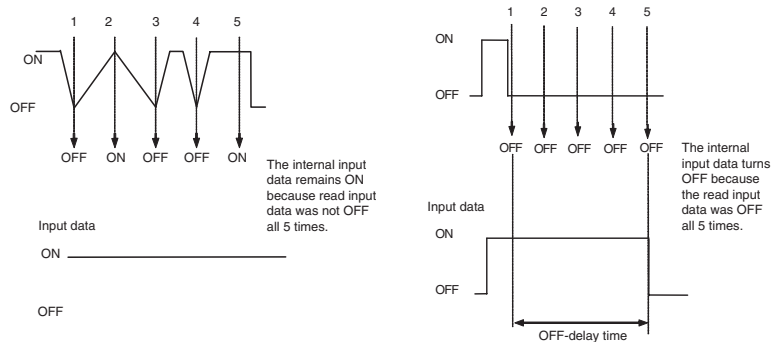 1 2 3 4 5
ON
OFF
OFF ON OFF OFF ON
The internal input
data remains ON
because read input
data was not OFF
all 5 times.
Input data
ON
OFF
1 2 3 4 5
ON
OFF
OFF OFF OFF OFF OFF
The internal
input data turns
OFF because
the read input
data was OFF
all 5 times.
Input data
ON
OFF
OFF-delay time